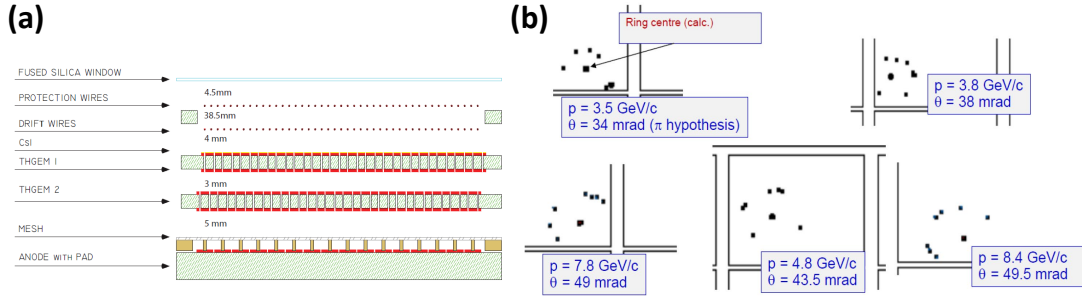 (a)
FUSED SILICA WINDOW
4.5mm
PROTECTION WIRES
38.5mm
DRIFT WIRES
4 mm
CSI
THGEM 1
3 mm
THGEM 2
5 mm
MESH
ANODE WITH PAD
(b)
Ring centre (calc.)
p = 3.5 GeV/c
θ = 34 mrad (π hypothesis)
p = 3.8 GeV/c
θ = 38 mrad
p = 7.8 GeV/c
θ = 49 mrad
p = 4.8 GeV/c
θ = 43.5 mrad
p = 8.4 GeV/c
θ = 49.5 mrad